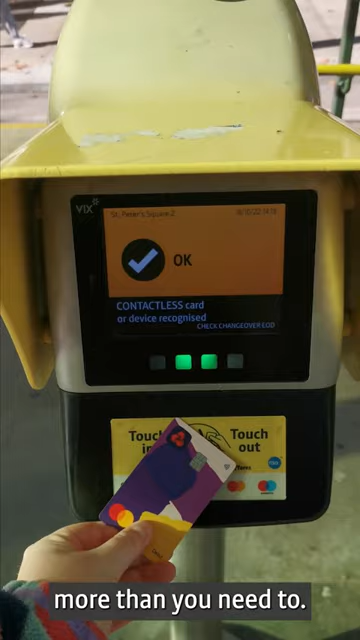 VIX
St. Peter's Square 2
OK
CONTACTLESS card
or device recognised
CHECK CHANGEOVER EOD
Touch
in
Touch
out
more than you need to.